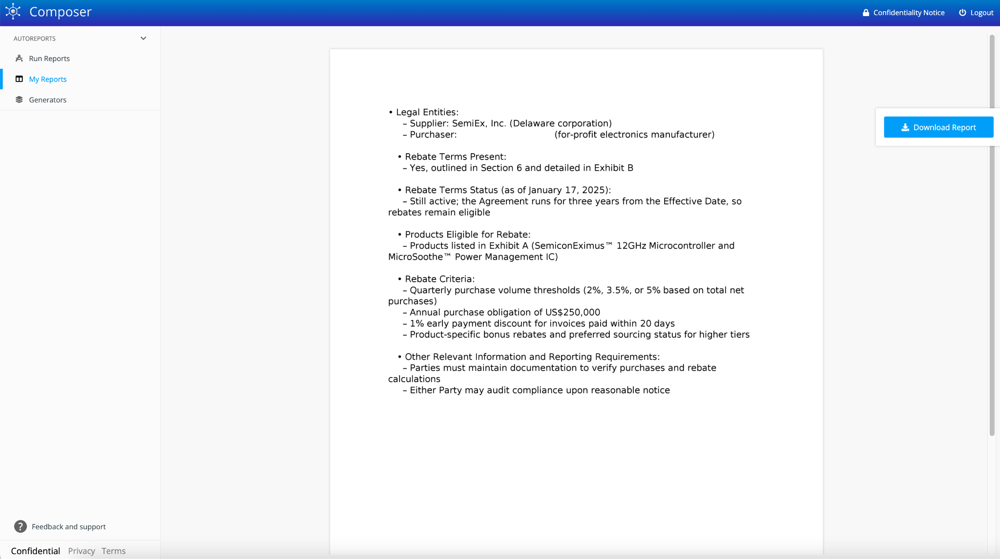 Composer
Confidentiality Notice
Logout
AUTOREPORTS
Run Reports
My Reports
Generators
• Legal Entities:
– Supplier: SemiEx, Inc. (Delaware corporation)
– Purchaser: (for-profit electronics manufacturer)
• Rebate Terms Present:
– Yes, outlined in Section 6 and detailed in Exhibit B
• Rebate Terms Status (as of January 17, 2025):
– Still active; the Agreement runs for three years from the Effective Date, so
rebates remain eligible
• Products Eligible for Rebate:
– Products listed in Exhibit A (SemiconEximus™ 12GHz Microcontroller and
MicroSoothe™ Power Management IC)
• Rebate Criteria:
– Quarterly purchase volume thresholds (2%, 3.5%, or 5% based on total net
purchases)
– Annual purchase obligation of US$250,000
– 1% early payment discount for invoices paid within 20 days
– Product-specific bonus rebates and preferred sourcing status for higher tiers
• Other Relevant Information and Reporting Requirements:
– Parties must maintain documentation to verify purchases and rebate
calculations
– Either Party may audit compliance upon reasonable notice
Download Report
? Feedback and support
Confidential Privacy Terms